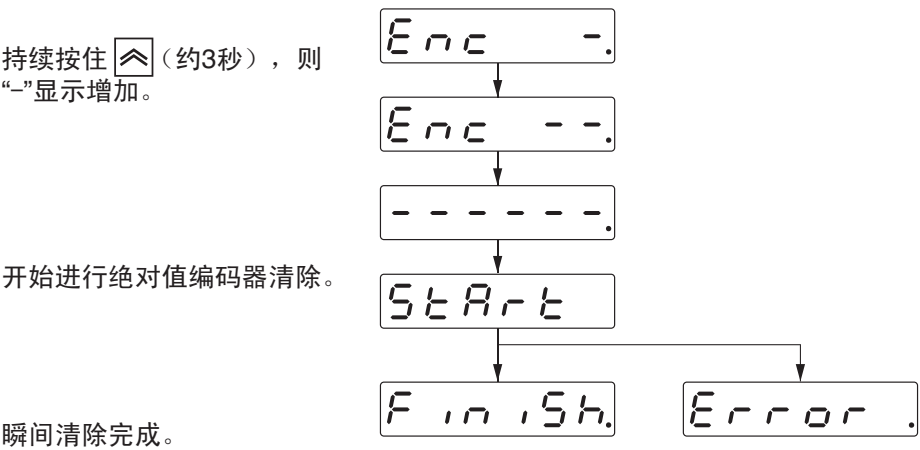 Enc -.
持续按住（约3秒），则
“–”显示增加。
Enc --.
------.
开始进行绝对值编码器清除。
StArt
FiniSh.
Error .
瞬间清除完成。